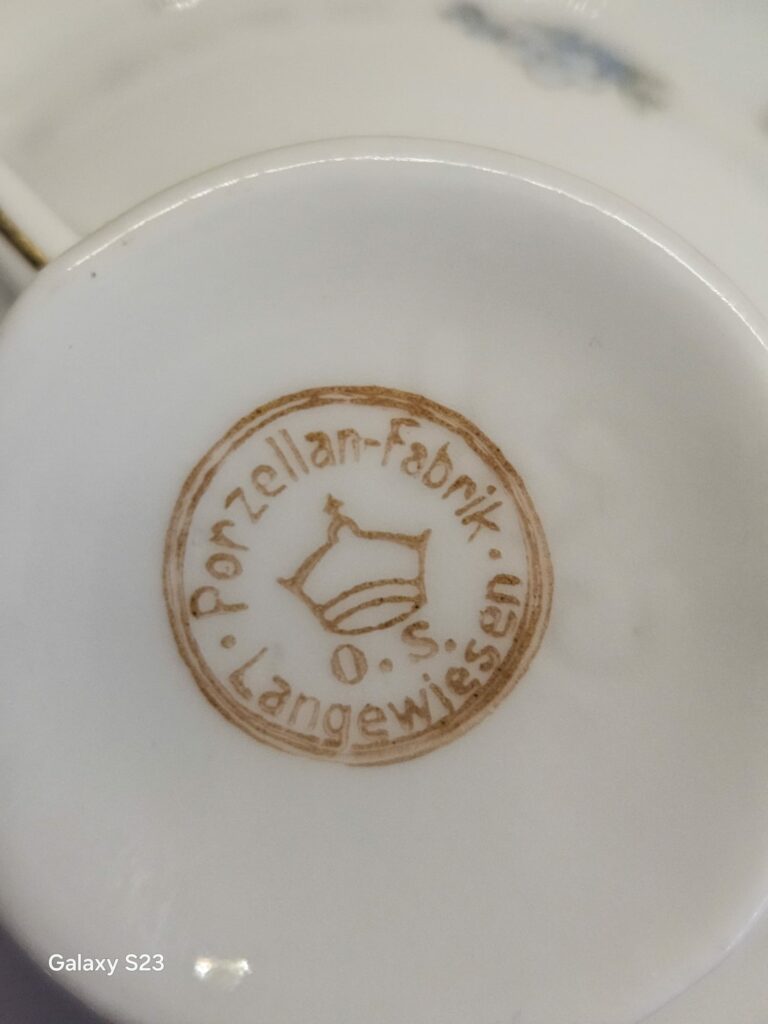 Porzellan-Fabrik
O. S.
· Langewiesen ·
Galaxy S23